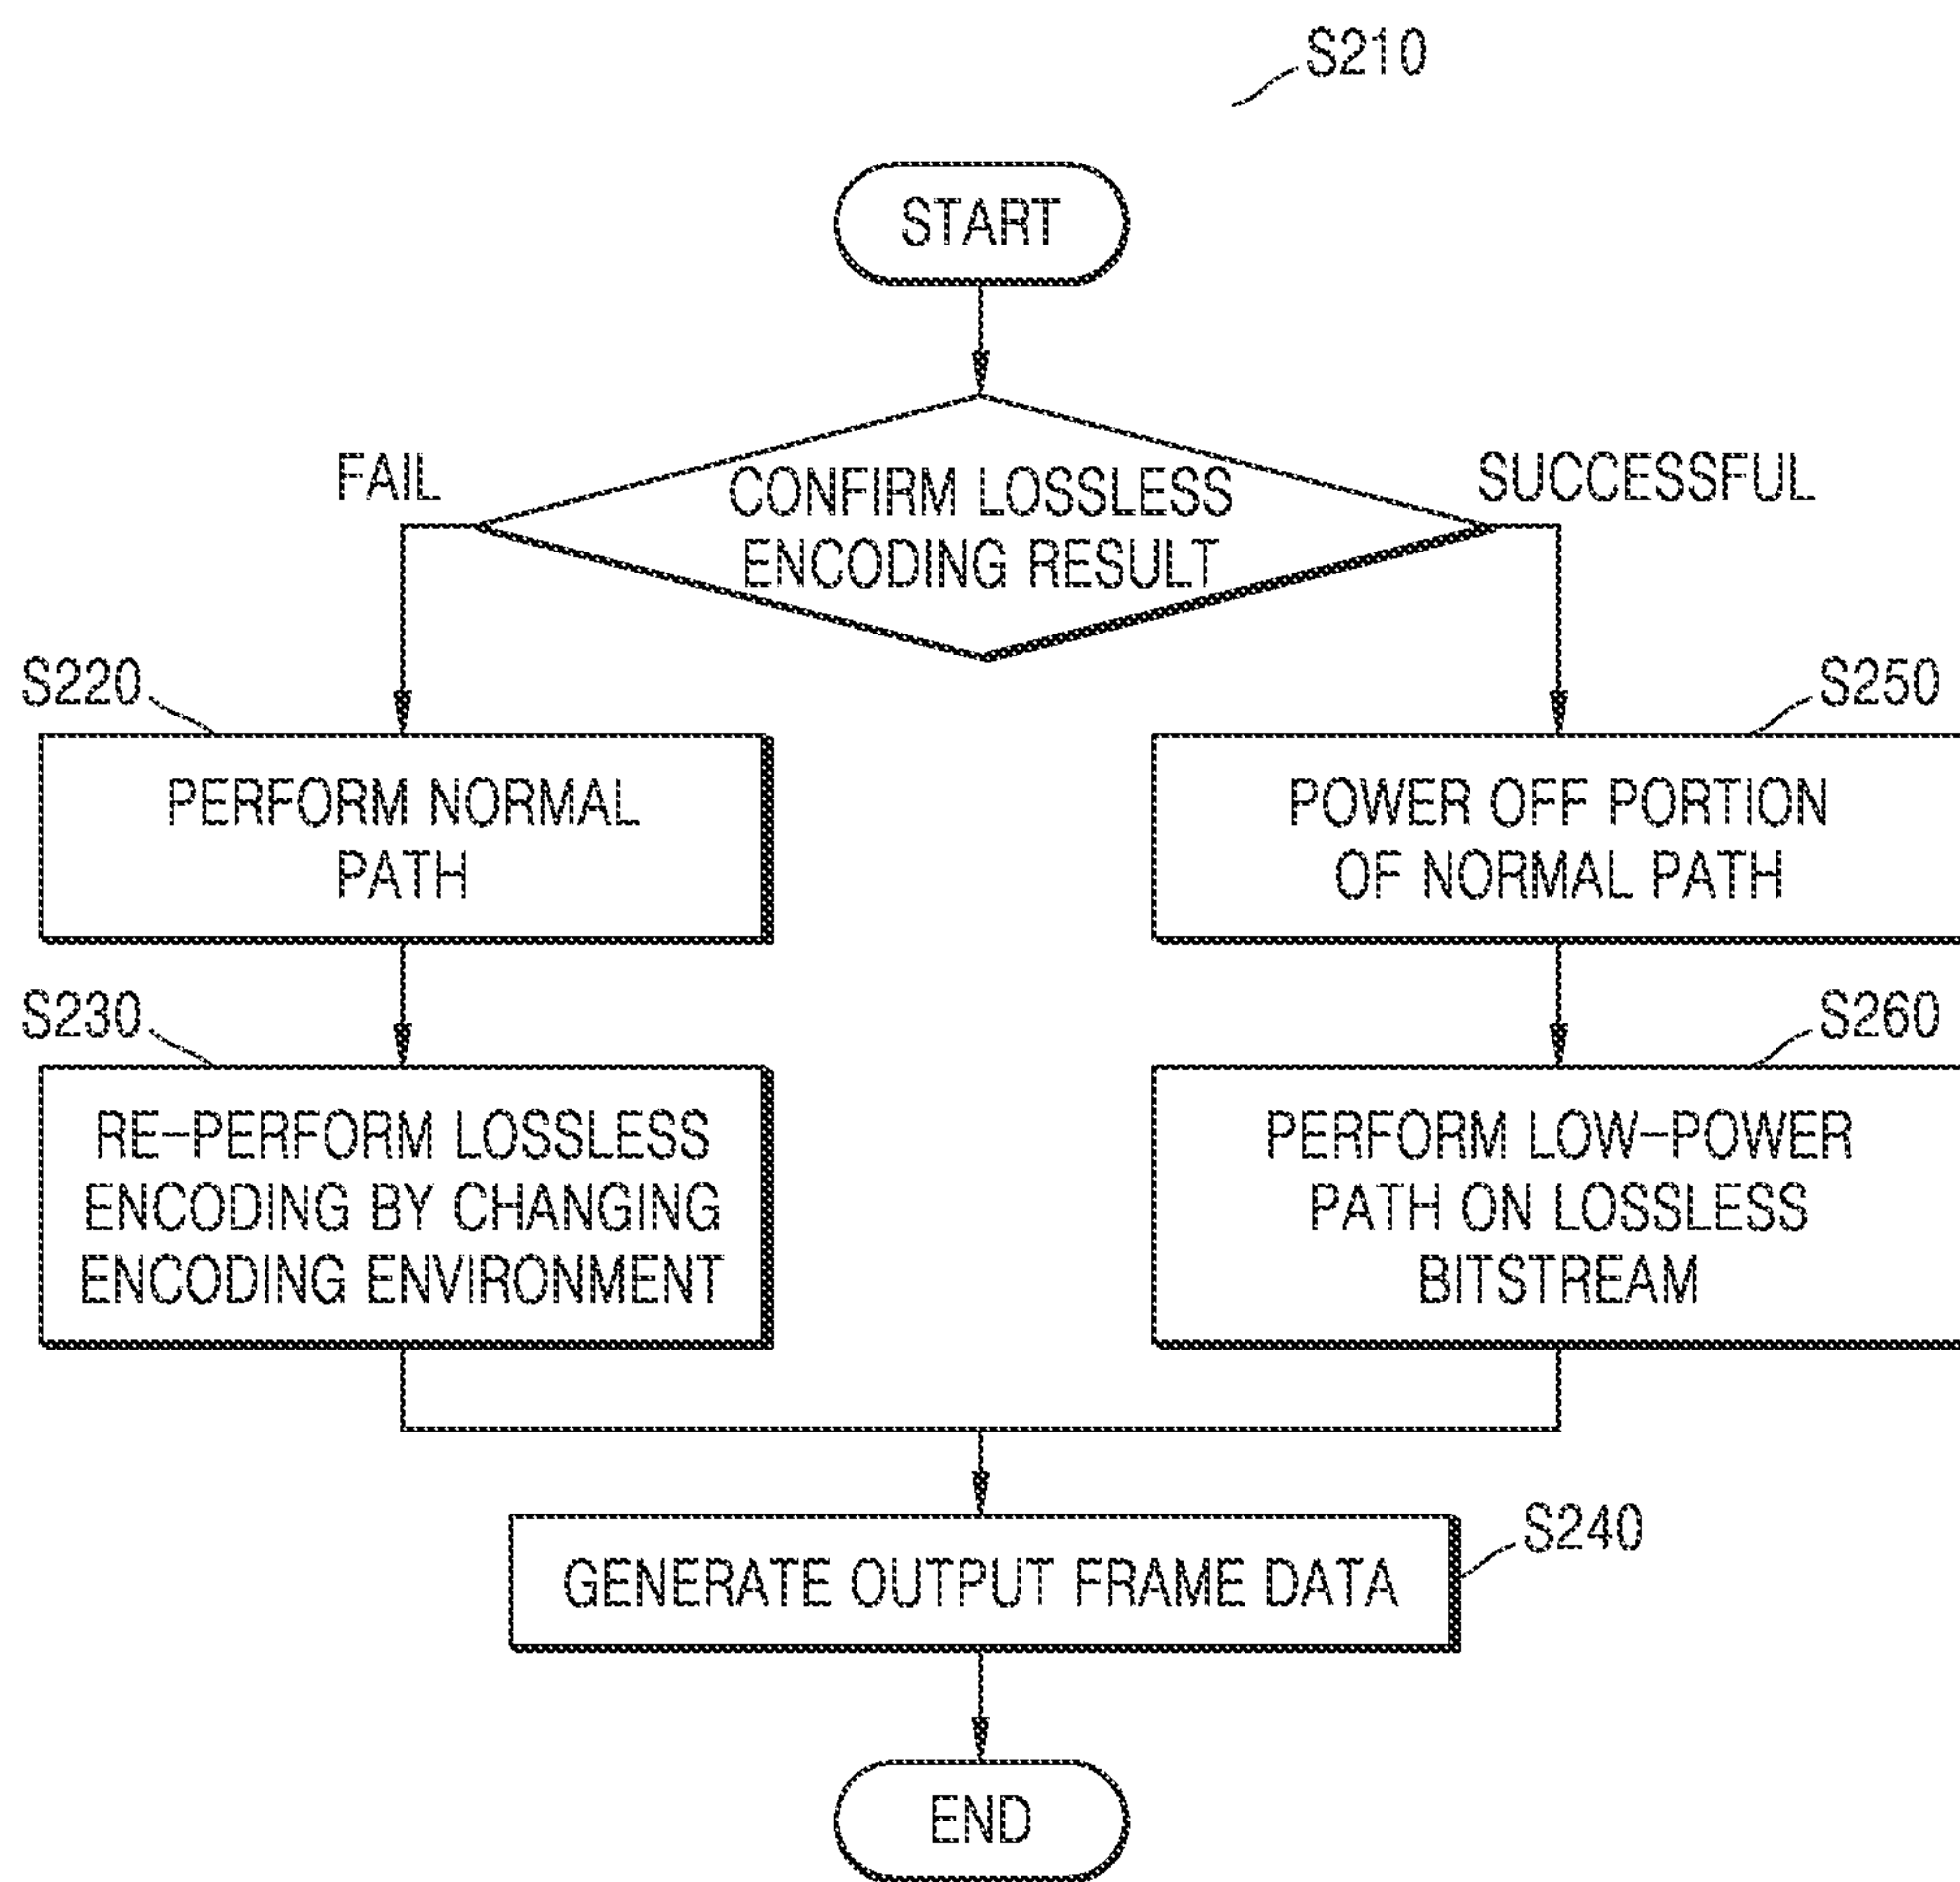 S210
START
FAIL
CONFIRM LOSSLESS
ENCODING RESULT
SUCCESSFUL
S220
PERFORM NORMAL
PATH
S250
POWER OFF PORTION
OF NORMAL PATH
S230
RE-PERFORM LOSSLESS
ENCODING BY CHANGING
ENCODING ENVIRONMENT
S260
PERFORM LOW-POWER
PATH ON LOSSLESS
BITSTREAM
GENERATE OUTPUT FRAME DATA
S240
END